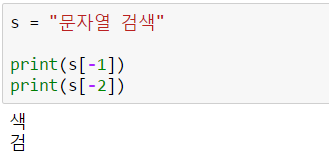 s = "문자열 검색"
print(s[-1])
print(s[-2])
색
검